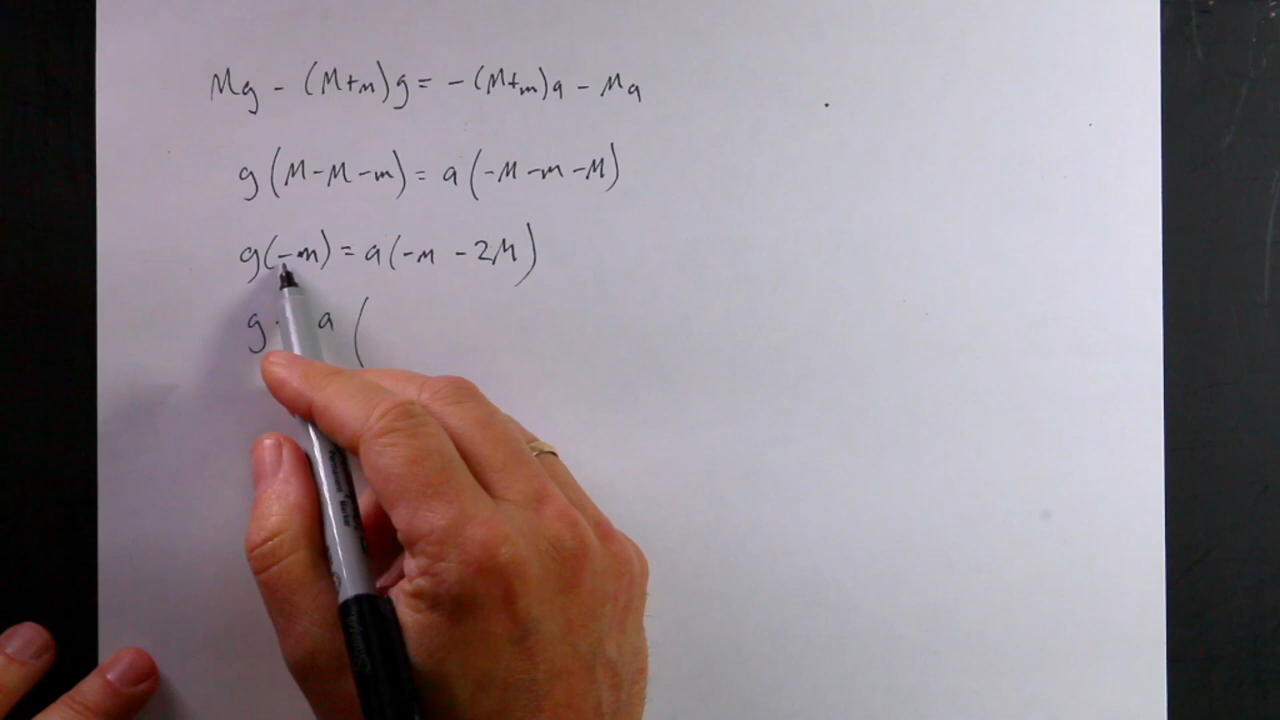 Mg - (M+m)g = -(M+m)a - Ma
g(M-M-m) = a(-M-m-M)
g(-m) = a(-m-2M)
g a (